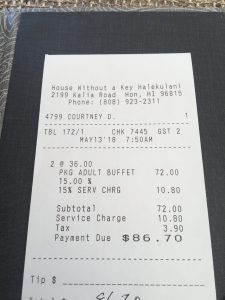 House Without a Key Halekulani
2199 Kalia Road Hon, HI 96815
Phone: (808) 923-2311
4799 COURTNEY D. 1
TBL 172/1 CHK 7445 GST 2
MAY13'18 7:50AM
2 @ 36.00
PKG ADULT BUFFET 72.00
15.00 %
15% SERV CHRG 10.80
Subtotal 72.00
Service Charge 10.80
Tax 3.90
Payment Due $86.70
Tip $